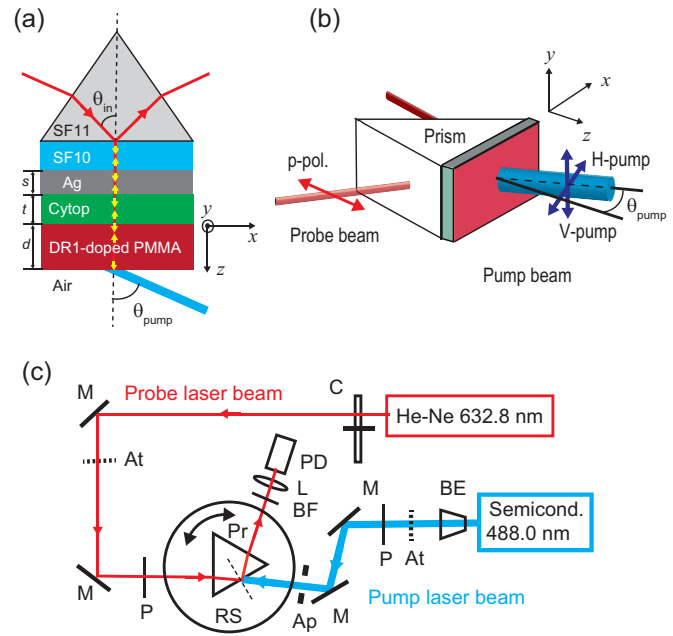 (a)
θin
SF11
SF10
s
Ag
t
Cytop
y
x
d
DR1-doped PMMA
z
Air
θpump
(b)
y
x
z
Prism
p-pol.
H-pump
θpump
V-pump
Probe beam
Pump beam
(c)
M
Probe laser beam
C
He-Ne 632.8 nm
At
PD
L
BF
M
BE
Semicond.
488.0 nm
Pr
P
At
M
P
RS
Ap
M
Pump laser beam